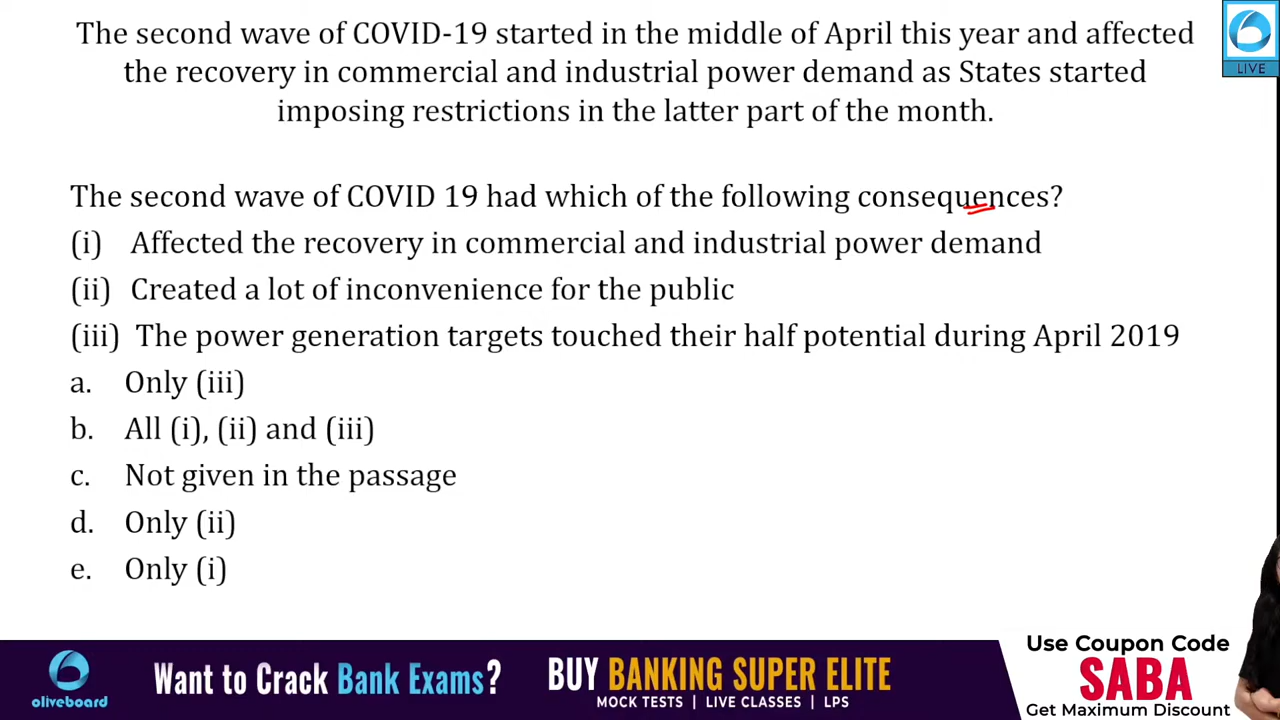 The second wave of COVID-19 started in the middle of April this year and affected
the recovery in commercial and industrial power demand as States started
imposing restrictions in the latter part of the month.
LIVE
The second wave of COVID 19 had which of the following consequences?
(i) Affected the recovery in commercial and industrial power demand
(ii) Created a lot of inconvenience for the public
(iii) The power generation targets touched their half potential during April 2019
a. Only (iii)
b. All (i), (ii) and (iii)
c. Not given in the passage
d. Only (ii)
e. Only (i)
oliveboard
Want to Crack Bank Exams?
BUY BANKING SUPER ELITE
MOCK TESTS | LIVE CLASSES | LPS
Use Coupon Code
SABA
Get Maximum Discount